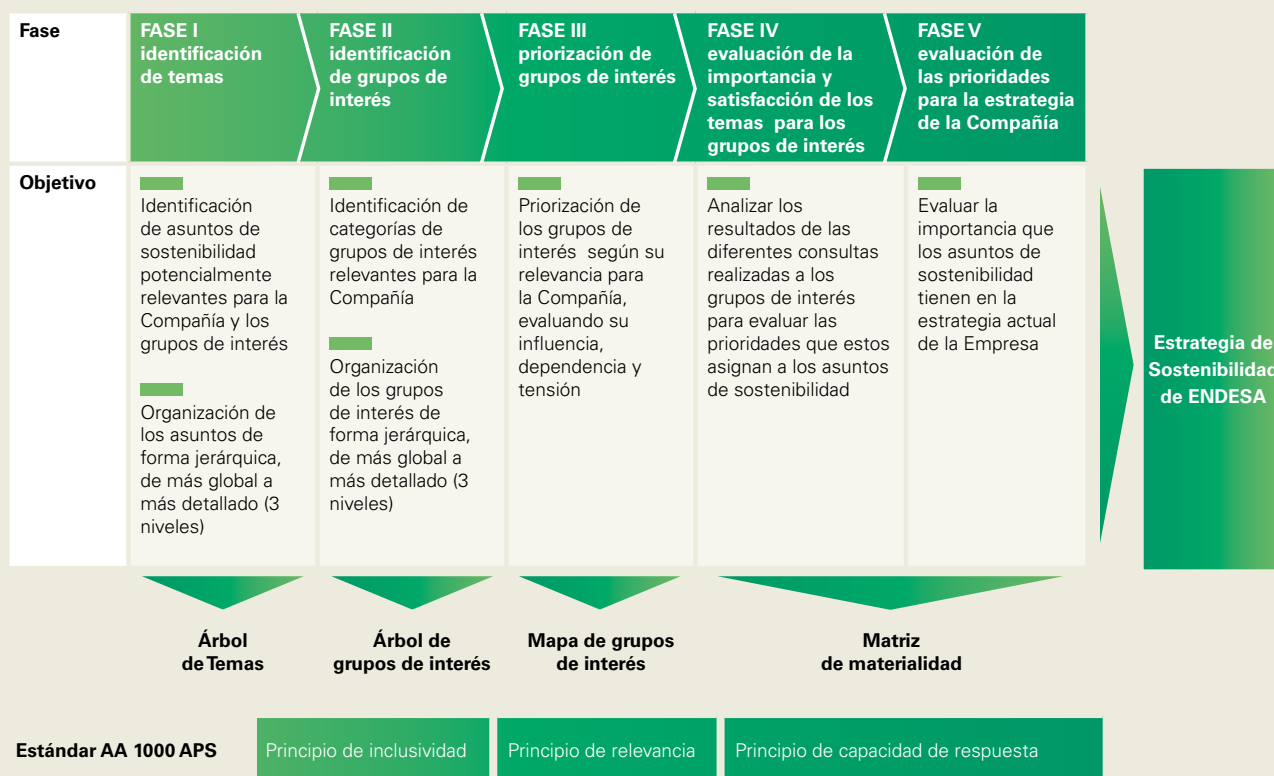 Fase
FASE I
identificación
de temas
FASE II
identificación
de grupos de
interés
FASE III
priorización de
grupos de interés
FASE IV
evaluación de la
importancia y
satisfacción de los
temas para los
grupos de interés
FASE V
evaluación de
las prioridades
para la estrategia
de la Compañía
Objetivo
Identificación
de asuntos de
sostenibilidad
potencialmente
relevantes para la
Compañía y los
grupos de interés
Organización de
los asuntos de
forma jerárquica,
de más global a
más detallado (3
niveles)
Identificación de
categorías de
grupos de interés
relevantes para la
Compañía
Organización
de los grupos
de interés de
forma jerárquica,
de más global a
más detallado (3
niveles)
Priorización de
los grupos de
interés según su
relevancia para
la Compañía,
evaluando su
influencia,
dependencia y
tensión
Analizar los
resultados de las
diferentes consultas
realizadas a los
grupos de interés
para evaluar las
prioridades que estos
asignan a los asuntos
de sostenibilidad
Evaluar la
importancia que
los asuntos de
sostenibilidad
tienen en la
estrategia actual
de la Empresa
Estrategia de
Sostenibilidad
de ENDESA
Árbol
de Temas
Árbol de
grupos de interés
Mapa de grupos
de interés
Matriz
de materialidad
Estándar AA 1000 APS
Principio de inclusividad
Principio de relevancia
Principio de capacidad de respuesta